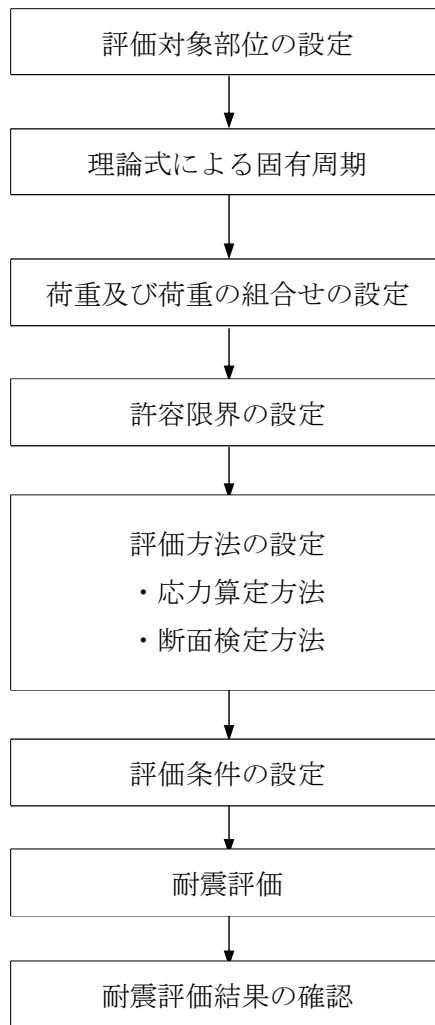 評価対象部位の設定
理論式による固有周期
荷重及び荷重の組合せの設定
許容限界の設定
評価方法の設定
・応力算定方法
・断面検定方法
評価条件の設定
耐震評価
耐震評価結果の確認